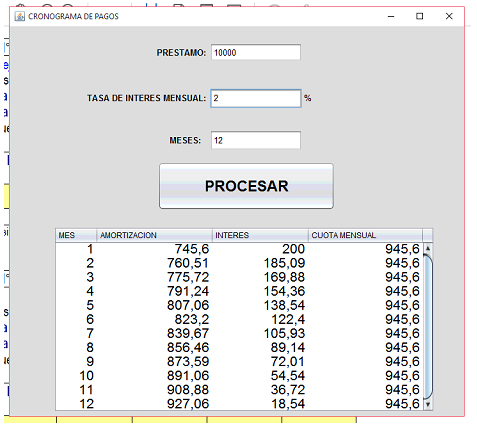 CRONOGRAMA DE PAGOS
PRESTAMO: 10000
TASA DE INTERES MENSUAL: 2 %
MESES: 12
PROCESAR
MES AMORTIZACION INTERES CUOTA MENSUAL
1 745,6 200 945,6
2 760,51 185,09 945,6
3 775,72 169,88 945,6
4 791,24 154,36 945,6
5 807,06 138,54 945,6
6 823,2 122,4 945,6
7 839,67 105,93 945,6
8 856,46 89,14 945,6
9 873,59 72,01 945,6
10 891,06 54,54 945,6
11 908,88 36,72 945,6
12 927,06 18,54 945,6